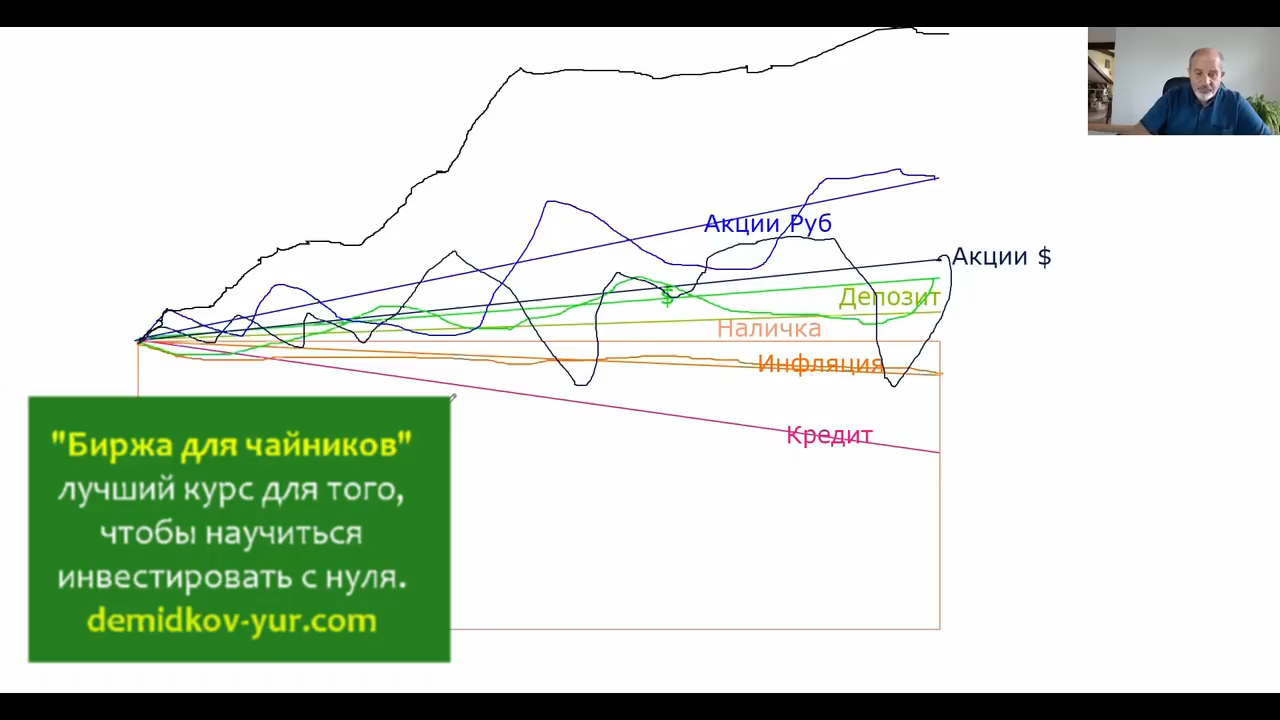 Акции Руб
Акции $
$
Депозит
Наличка
Инфляция
Кредит
"Биржа для чайников"
лучший курс для того,
чтобы научиться
инвестировать с нуля.
demidkov-yur.com